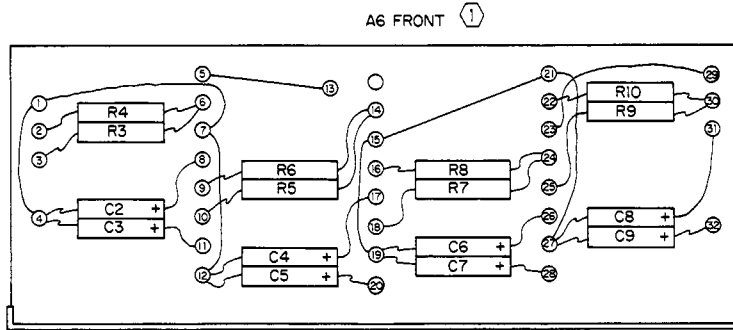 A6 FRONT 1
5 21 29
13
1 6 22 R10 30
R4 14
2 R3 7 15 23 R9 31
3 8 16 R8 24
9 R6 R7
R5 17 25
10 18
4 C2 + 26 C8 +
C3 + 11 C4 + 19 C6 + 27 C9 + 32
12 C5 + 20 C7 + 28